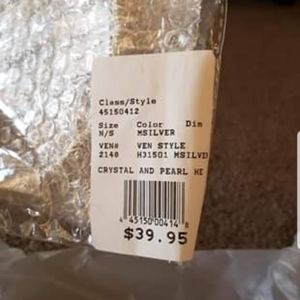 Class/Style
45150412
Size Color Dim
N/S MSILVER
VEN# VEN STYLE
2140 H31501 MSILVE
CRYSTAL AND PEARL HE
4 45150 00414 8
$39.95